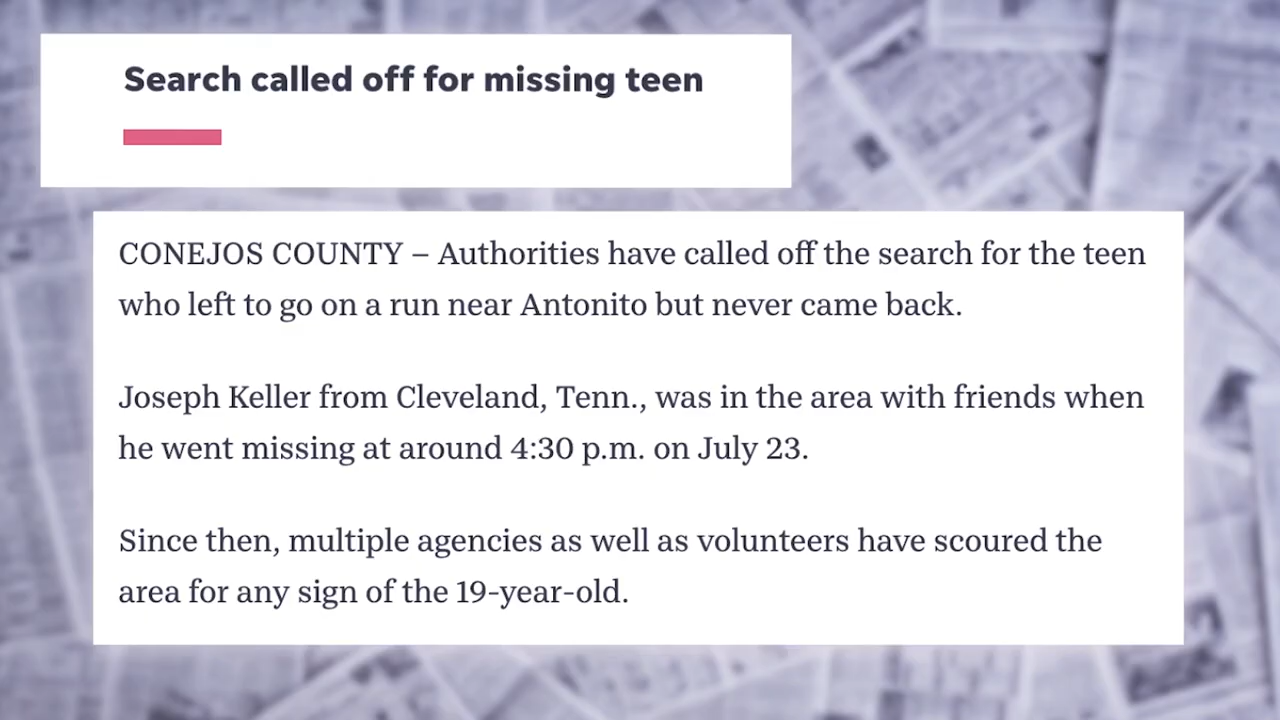 Search called off for missing teen
CONEJOS COUNTY – Authorities have called off the search for the teen
who left to go on a run near Antonito but never came back.
Joseph Keller from Cleveland, Tenn., was in the area with friends when
he went missing at around 4:30 p.m. on July 23.
Since then, multiple agencies as well as volunteers have scoured the
area for any sign of the 19-year-old.